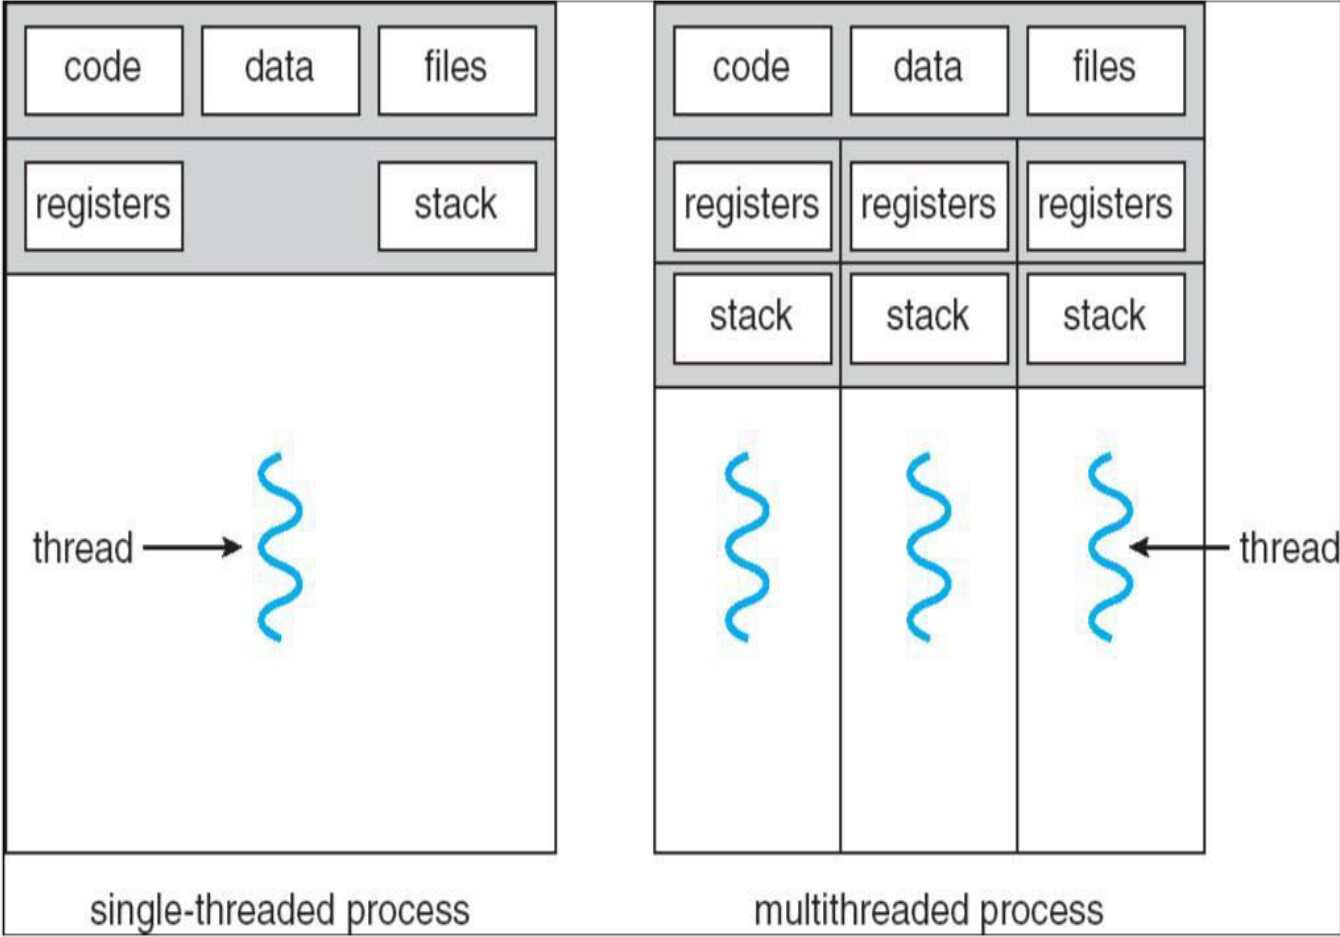 code data files
registers stack
thread
single-threaded process
code data files
registers registers registers
stack stack stack
thread
multithreaded process